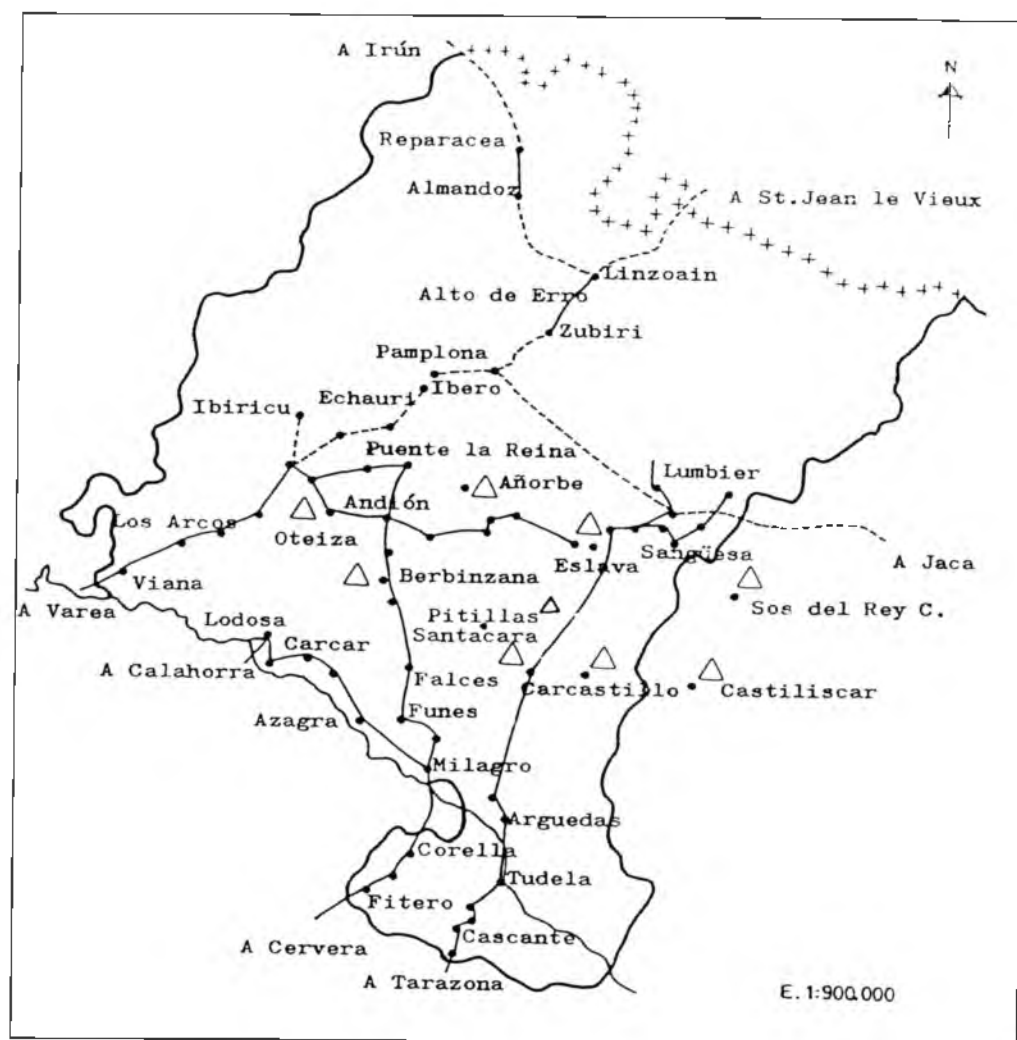 A Irún
N
Reparacea
Almandoz
A St.Jean le Vieux
Linzoain
Alto de Erro
Zubiri
Pamplona
Ibero
Echauri
Ibiricu
Puente la Reina
Lumbier
Añorbe
Andión
Los Arcos
Oteiza
Eslava
Sangüesa
A Jaca
Viana
Berbinzana
A Varea
Sos del Rey C.
Lodosa
Pitillas
Santacara
Carcar
A Calahorra
Falces
Carcastillo
Castiliscar
Azagra
Funes
Milagro
Arguedas
Corella
Tudela
Fitero
Cascante
A Cervera
A Tarazona
E. 1:900.000